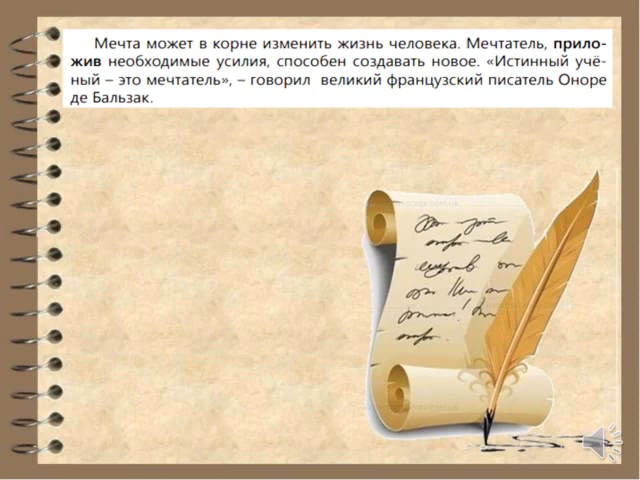 Мечта может в корне изменить жизнь человека. Мечтатель, прило-
жив необходимые усилия, способен создавать новое. «Истинный учё-
ный – это мечтатель», – говорил великий французский писатель Оноре
де Бальзак.